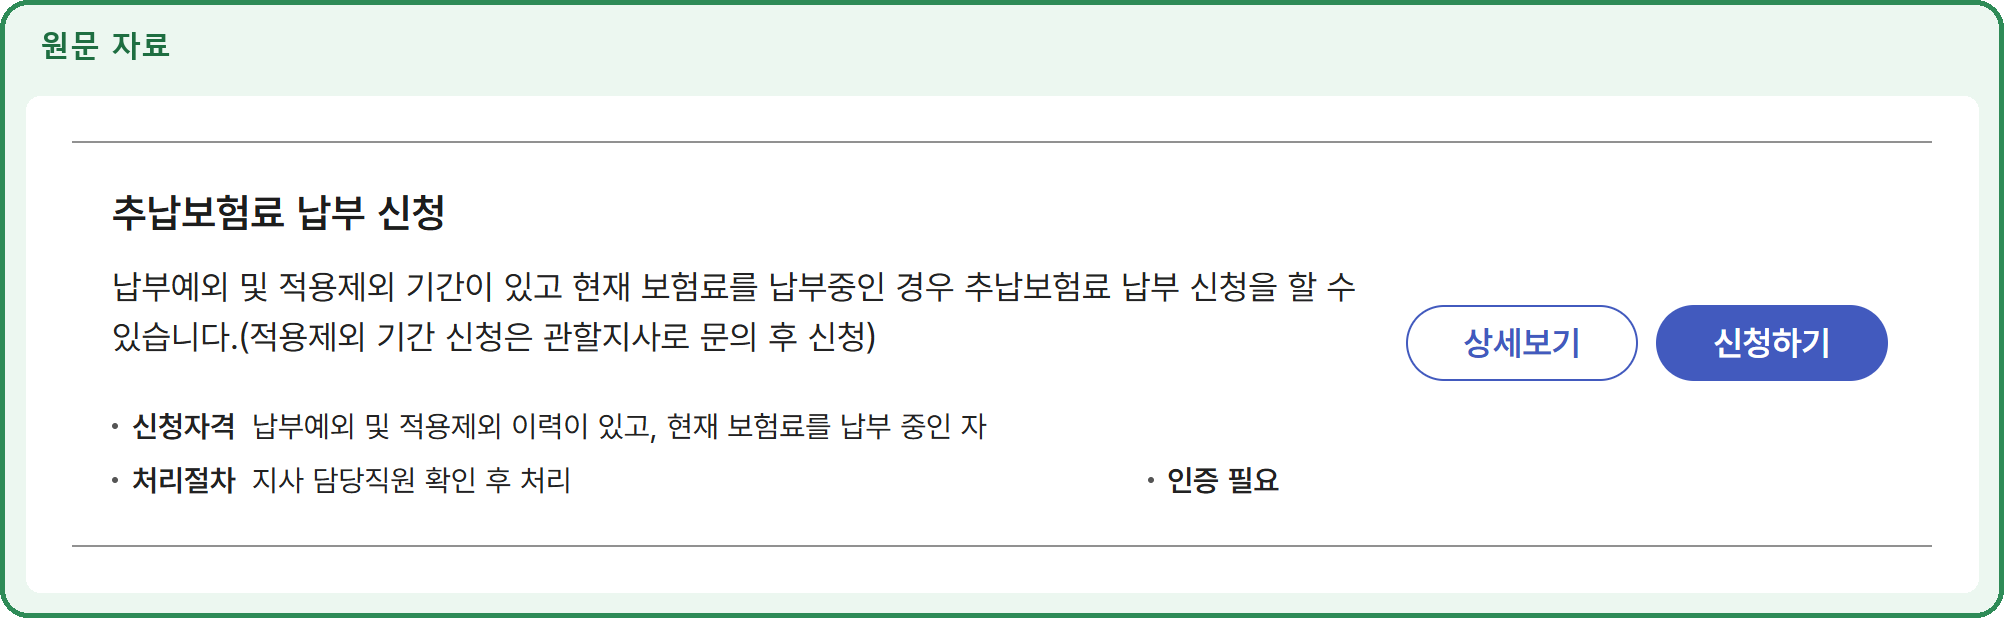 원문 자료
추납보험료 납부 신청
납부예외 및 적용제외 기간이 있고 현재 보험료를 납부중인 경우 추납보험료 납부 신청을 할 수
있습니다.(적용제외 기간 신청은 관할지사로 문의 후 신청)
상세보기 신청하기
• 신청자격 납부예외 및 적용제외 이력이 있고, 현재 보험료를 납부 중인 자
• 처리절차 지사 담당직원 확인 후 처리 • 인증 필요